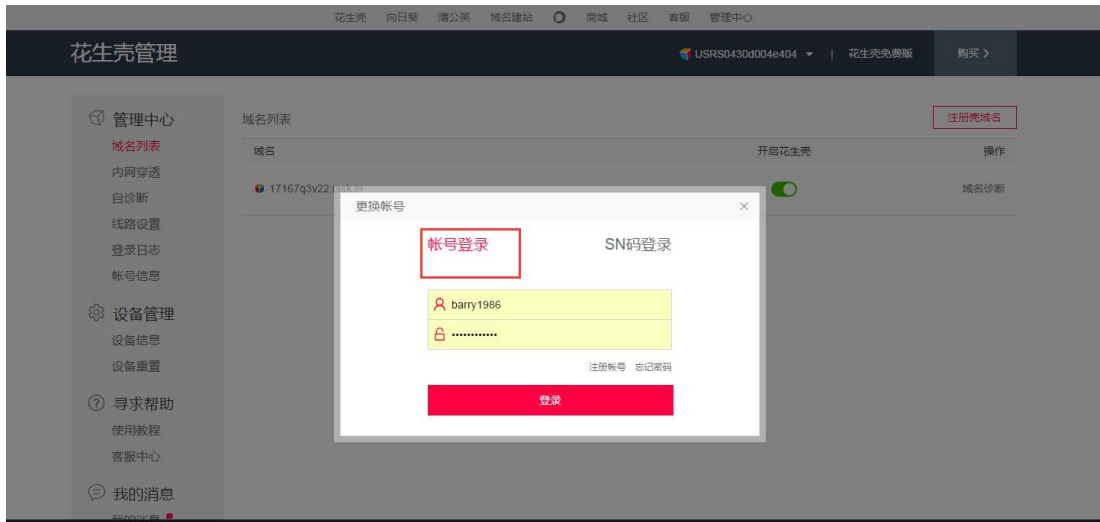 花生壳 向日葵 蒲公英 域名建站 商城 社区 客服 管理中心
花生壳管理
USRS0430d004e404 | 花生壳免费版 购买
管理中心
域名列表
内网穿透
自诊断
线路设置
登录日志
帐号信息
设备管理
设备信息
设备重置
寻求帮助
使用教程
客服中心
我的消息
我的消息
域名列表 注册壳域名
域名 开启花生壳 操作
17167q3v22. 域名诊断
更换帐号 ×
帐号登录 SN码登录
barry1986
••••••••••••
注册帐号 忘记密码
登录